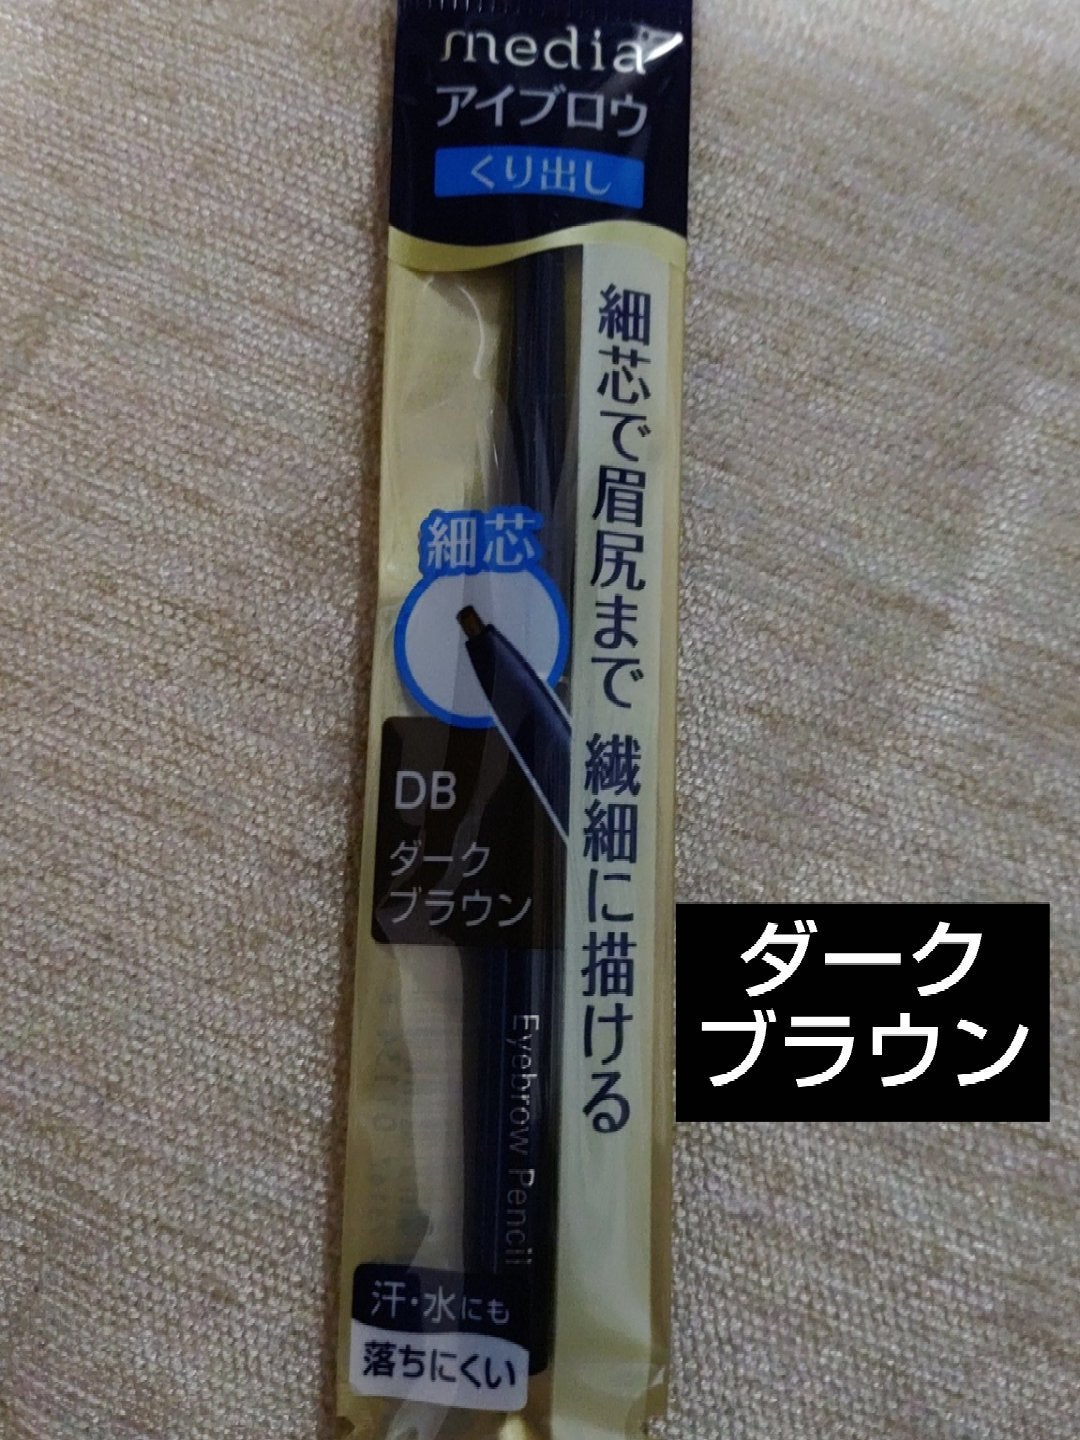 media
アイブロウ
くり出し
細芯で眉尻まで 繊細に描ける
細芯
DB
ダーク
ブラウン
Eyebrow Pencil
汗・水にも
落ちにくい
ダーク
ブラウン